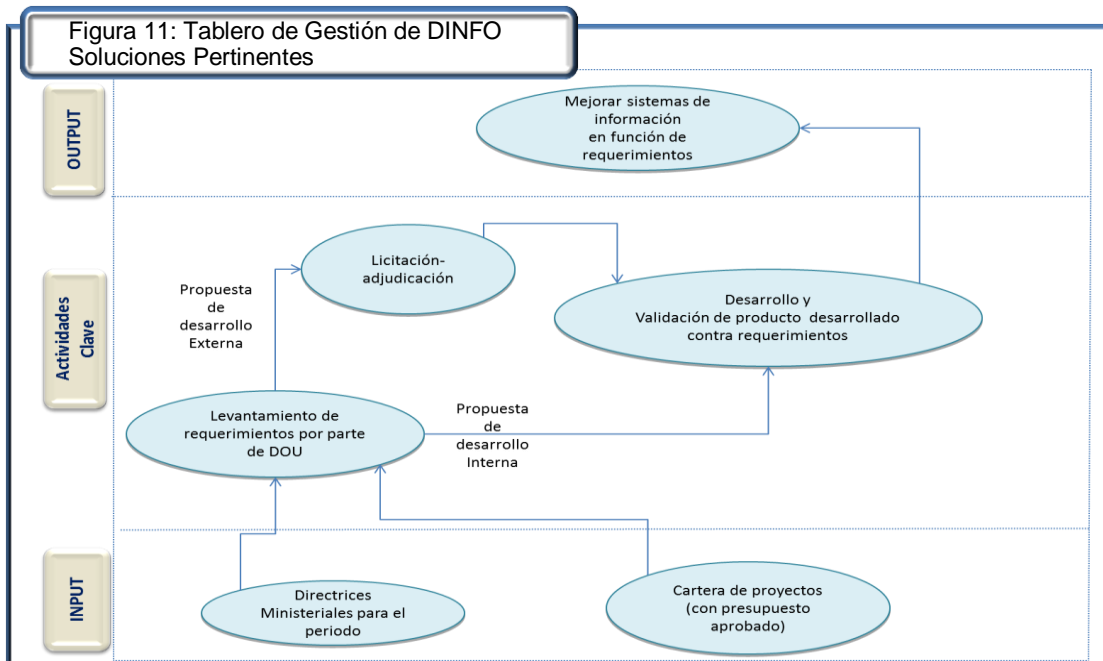 Figura 11: Tablero de Gestión de DINFO
Soluciones Pertinentes
OUTPUT
Mejorar sistemas de
información
en función de
requerimientos
Actividades
Clave
Licitación-
adjudicación
Propuesta
de
desarrollo
Externa
Desarrollo y
Validación de producto desarrollado
contra requerimientos
Levantamiento de
requerimientos por parte
de DOU
Propuesta
de
desarrollo
Interna
INPUT
Directrices
Ministeriales para el
periodo
Cartera de proyectos
(con presupuesto
aprobado)